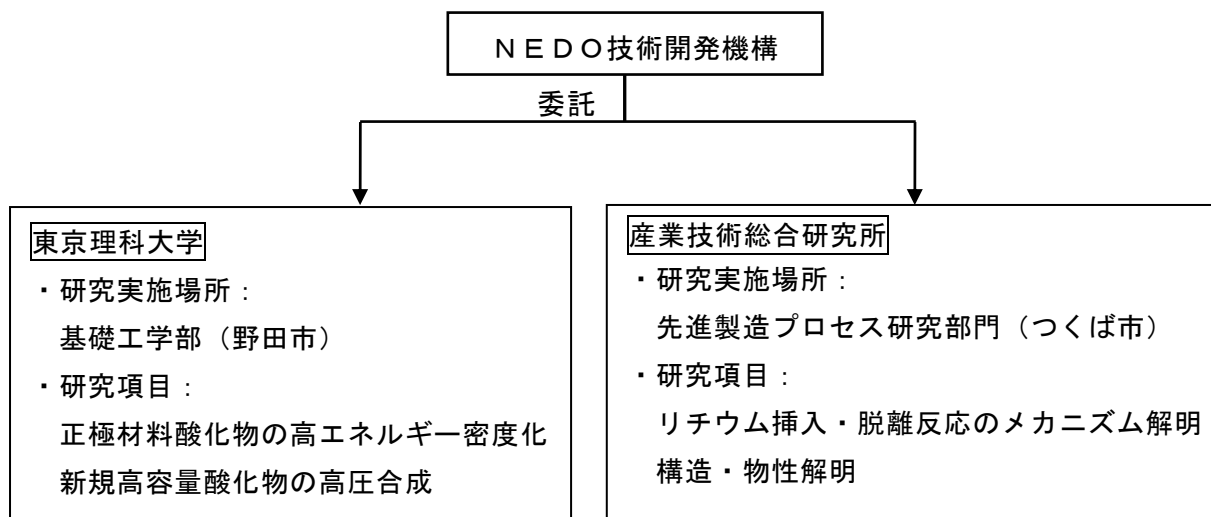 ＮＥＤＯ技術開発機構
委託
東京理科大学
・研究実施場所：
基礎工学部（野田市）
・研究項目：
正極材料酸化物の高エネルギー密度化
新規高容量酸化物の高圧合成
産業技術総合研究所
・研究実施場所：
先進製造プロセス研究部門（つくば市）
・研究項目：
リチウム挿入・脱離反応のメカニズム解明
構造・物性解明